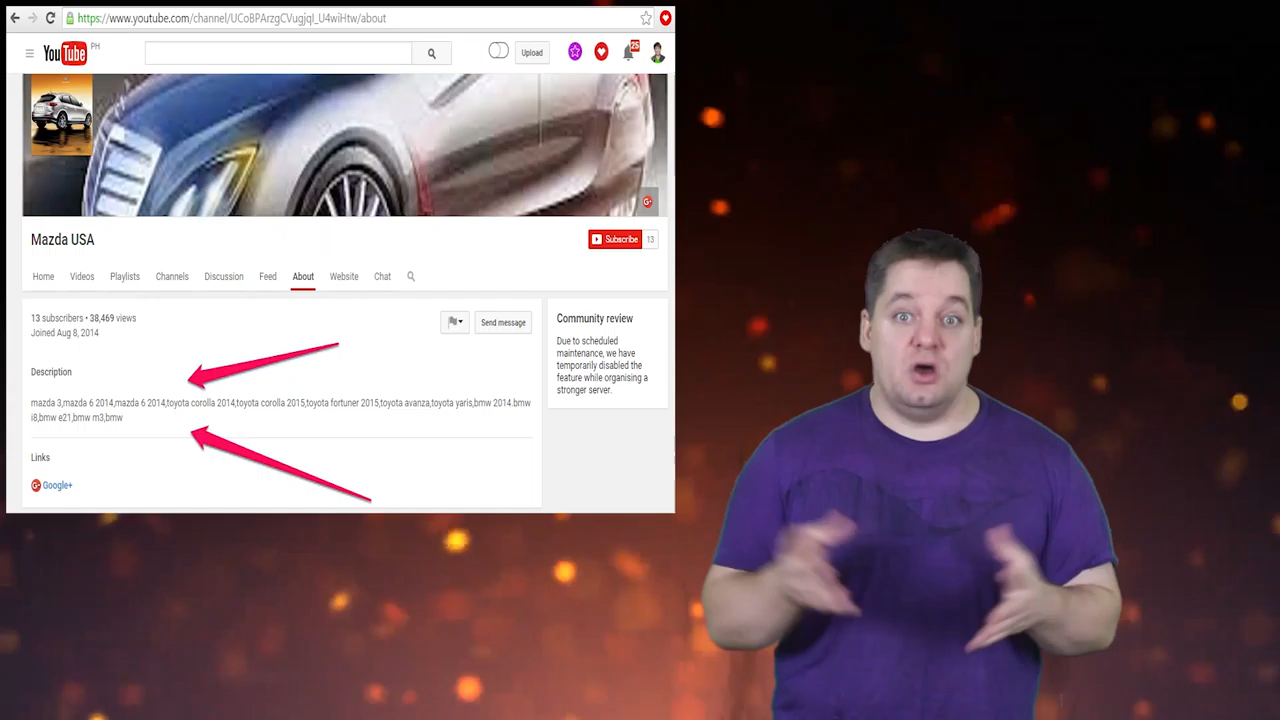 https://www.youtube.com/channel/UCoBPArzgCVugjqI_U4wiHtw/about
YouTube PH
Upload
25
Mazda USA
Subscribe 13
Home Videos Playlists Channels Discussion Feed About Website Chat
13 subscribers • 38,469 views
Joined Aug 8, 2014
Send message
Description
mazda 3,mazda 6 2014,mazda 6 2014,toyota corolla 2014,toyota corolla 2015,toyota fortuner 2015,toyota avanza,toyota yaris,bmw 2014.bmw
i8,bmw e21,bmw m3,bmw
Links
Google+
Community review
Due to scheduled
maintenance, we have
temporarily disabled the
feature while organising a
stronger server.